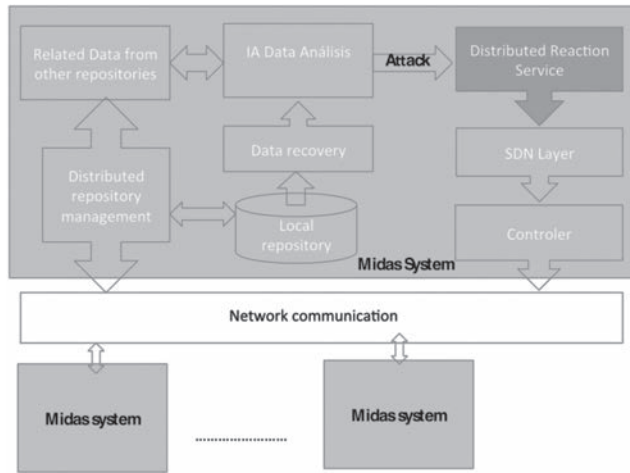 Related Data from
other repositories
IA Data Análisis
Attack
Distributed Reaction
Service
Data recovery
SDN Layer
Distributed
repository
management
Local
repository
Controler
Midas System
Network communication
Midas system
Midas system